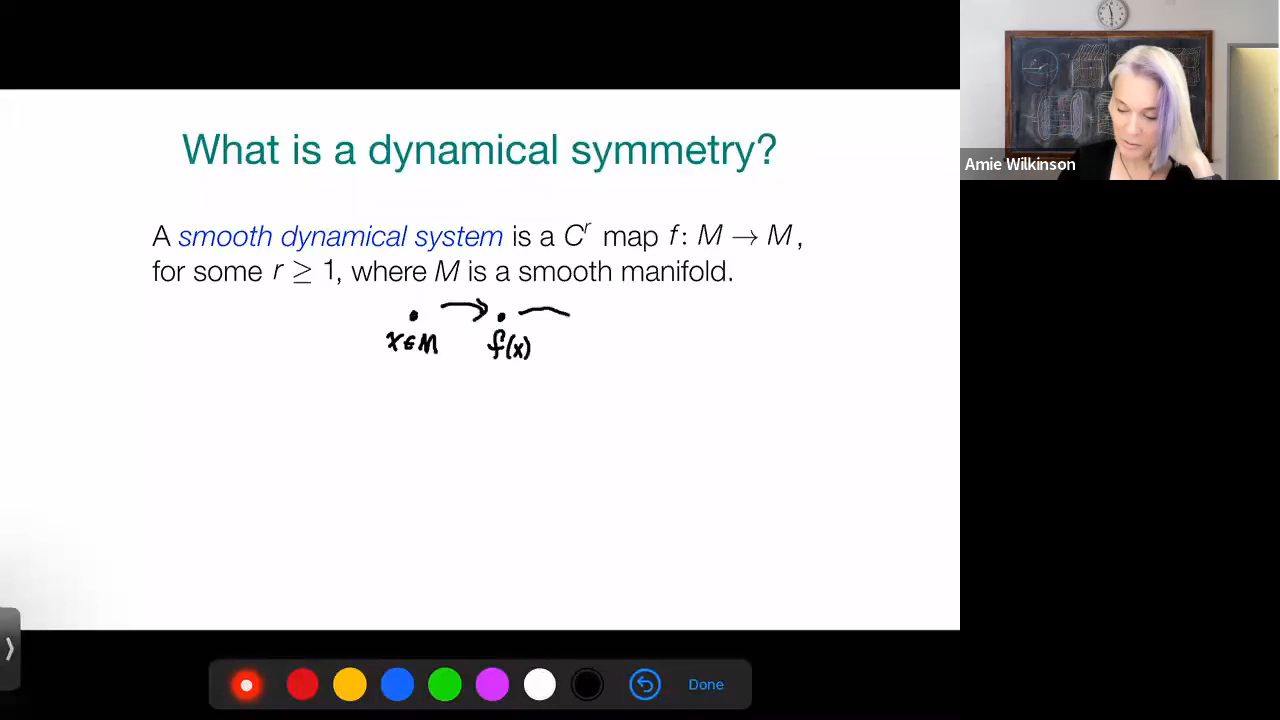 What is a dynamical symmetry?
A smooth dynamical system is a Cʳ map f: M → M,
for some r ≥ 1, where M is a smooth manifold.
x∈M f(x)
Amie Wilkinson
Done